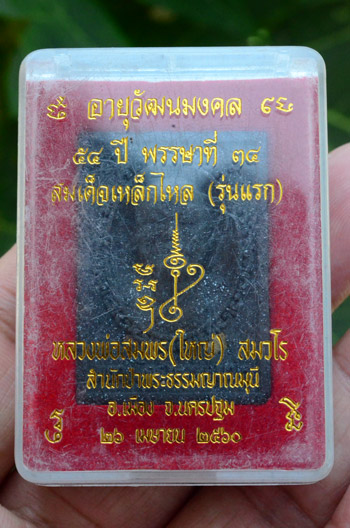 อายุวัฒนมงคล
๕๔ ปี พรรษาที่ ๓๔
สมเด็จเหล็กไหล (รุ่นแรก)
หลวงพ่อสมพร(ใหญ่) สมวโร
สำนักป่าพระธรรมญาณมุนี
อ.เมือง จ.นครปฐม
๒๖ เมษายน ๒๕๖๐